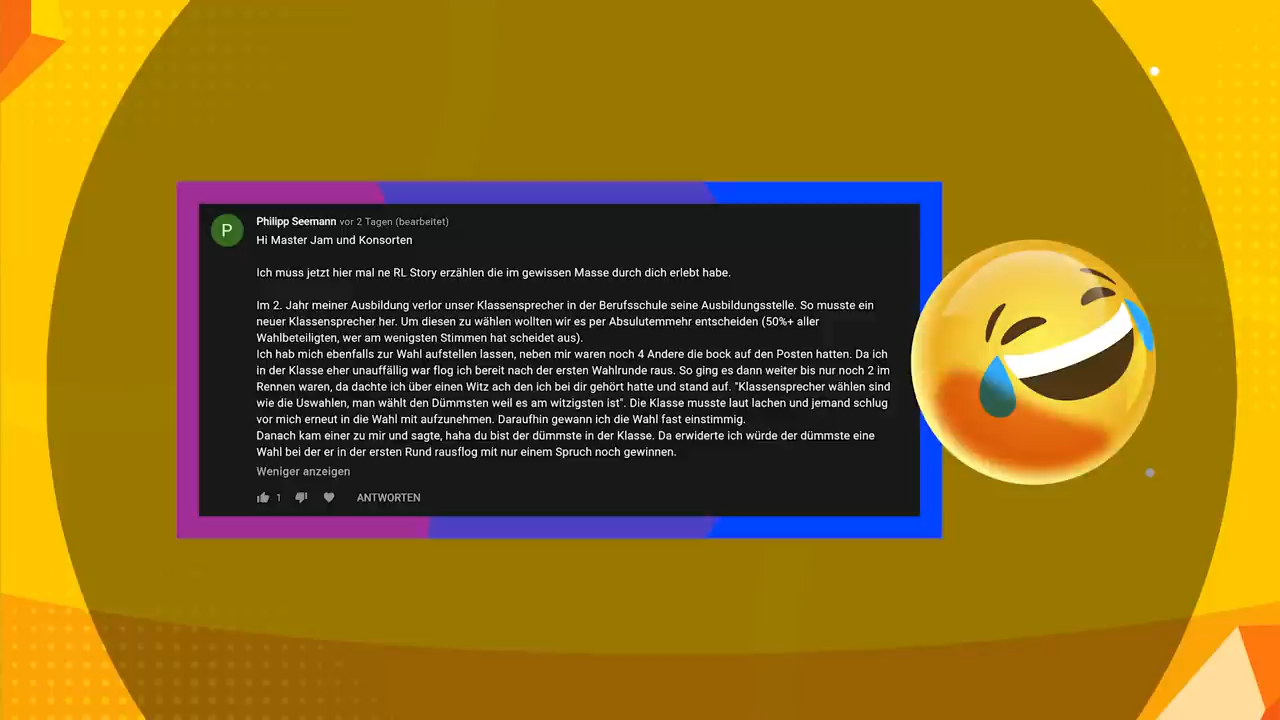 P
Philipp Seemann vor 2 Tagen (bearbeitet)
Hi Master Jam und Konsorten
Ich muss jetzt hier mal ne RL Story erzählen die im gewissen Masse durch dich erlebt habe.
Im 2. Jahr meiner Ausbildung verlor unser Klassensprecher in der Berufsschule seine Ausbildungsstelle. So musste ein
neuer Klassensprecher her. Um diesen zu wählen wollten wir es per Absulutemmehr entscheiden (50%+ aller
Wahlbeteiligten, wer am wenigsten Stimmen hat scheidet aus).
Ich hab mich ebenfalls zur Wahl aufstellen lassen, neben mir waren noch 4 Andere die bock auf den Posten hatten. Da ich
in der Klasse eher unauffällig war flog ich bereit nach der ersten Wahlrunde raus. So ging es dann weiter bis nur noch 2 im
Rennen waren, da dachte ich über einen Witz ach den ich bei dir gehört hatte und stand auf. "Klassensprecher wählen sind
wie die Uswahlen, man wählt den Dümmsten weil es am witzigsten ist". Die Klasse musste laut lachen und jemand schlug
vor mich erneut in die Wahl mit aufzunehmen. Daraufhin gewann ich die Wahl fast einstimmig.
Danach kam einer zu mir und sagte, haha du bist der dümmste in der Klasse. Da erwiderte ich würde der dümmste eine
Wahl bei der er in der ersten Rund rausflog mit nur einem Spruch noch gewinnen.
Weniger anzeigen
1 ANTWORTEN